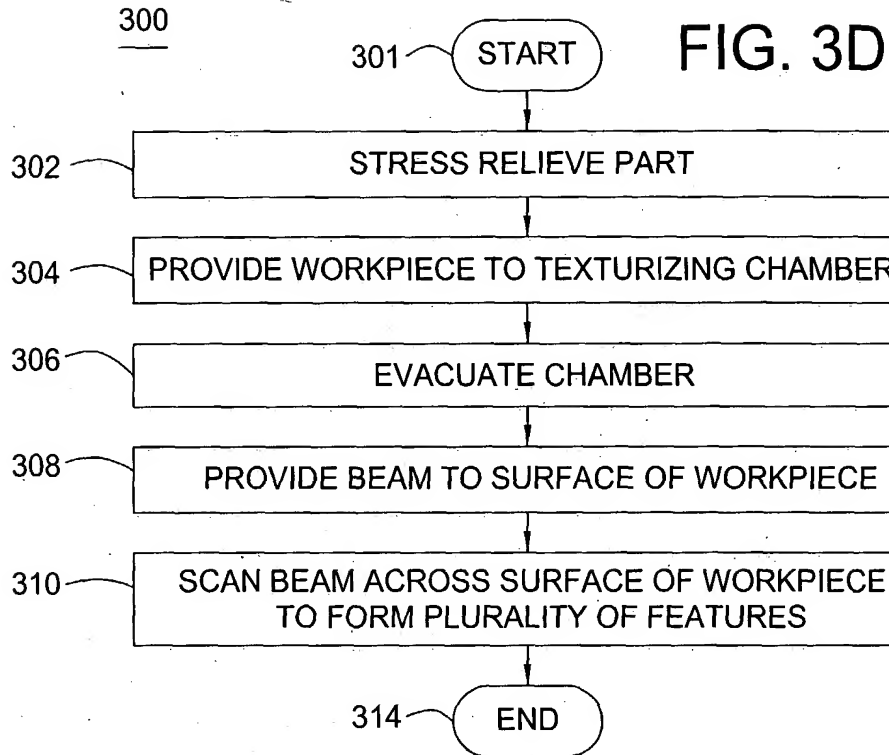 300
301
START
FIG. 3D
302
STRESS RELIEVE PART
304
PROVIDE WORKPIECE TO TEXTURIZING CHAMBER
306
EVACUATE CHAMBER
308
PROVIDE BEAM TO SURFACE OF WORKPIECE
310
SCAN BEAM ACROSS SURFACE OF WORKPIECE
TO FORM PLURALITY OF FEATURES
314
END